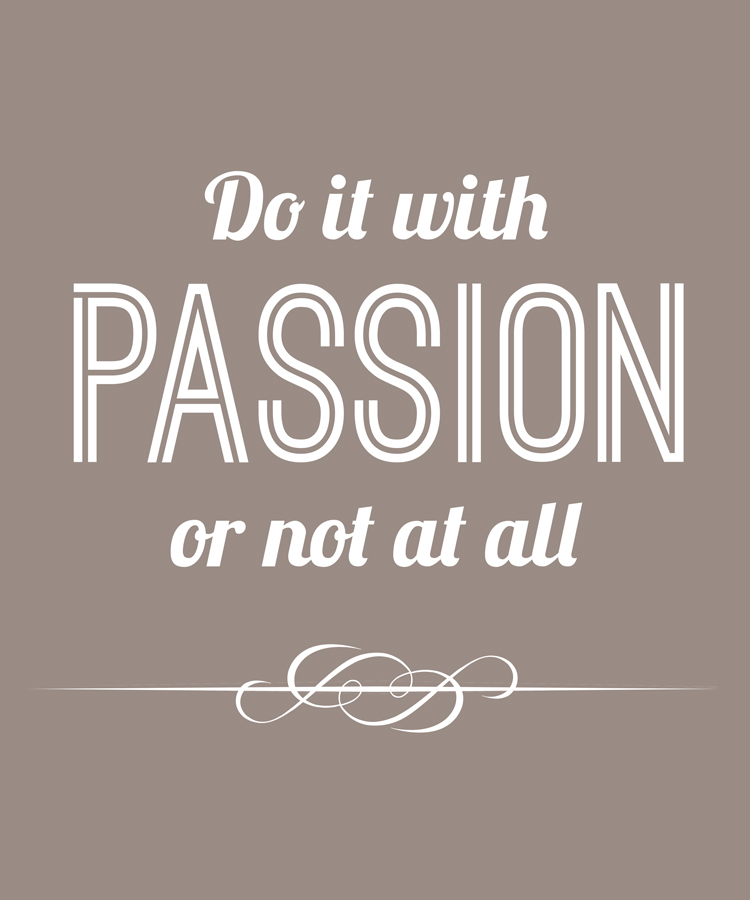 Do it with
PASSION
or not at all